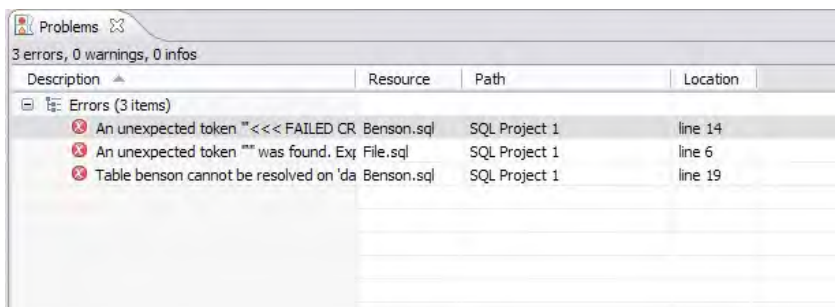 Problems
3 errors, 0 warnings, 0 infos
Description Resource Path Location
Errors (3 items)
An unexpected token "'<<< FAILED CR Benson.sql SQL Project 1 line 14
An unexpected token "'" was found. Exp File.sql SQL Project 1 line 6
Table benson cannot be resolved on 'da Benson.sql SQL Project 1 line 19